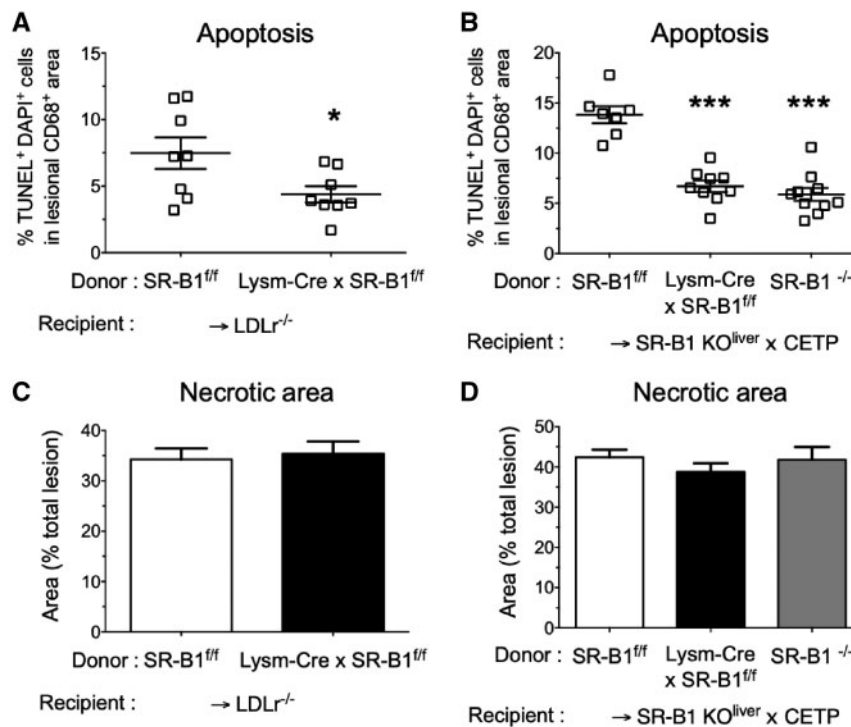 A
Apoptosis
% TUNEL⁺ DAPI⁺ cells
in lesional CD68⁺ area
15
10
5
0
*
Donor : SR-B1f/f
Lysm-Cre x SR-B1f/f
Recipient :
→ LDLr-/-
B
Apoptosis
% TUNEL⁺ DAPI⁺ cells
in lesional CD68⁺ area
20
15
10
5
0
***
***
Donor : SR-B1f/f
Lysm-Cre
x SR-B1f/f
SR-B1 -/-
Recipient :
→ SR-B1 KOliver x CETP
C
Necrotic area
Area (% total lesion)
40
30
20
10
0
Donor : SR-B1f/f
Lysm-Cre x SR-B1f/f
Recipient :
→ LDLr-/-
D
Necrotic area
Area (% total lesion)
50
40
30
20
10
0
Donor : SR-B1f/f
Lysm-Cre
x SR-B1f/f
SR-B1 -/-
Recipient :
→ SR-B1 KOliver x CETP